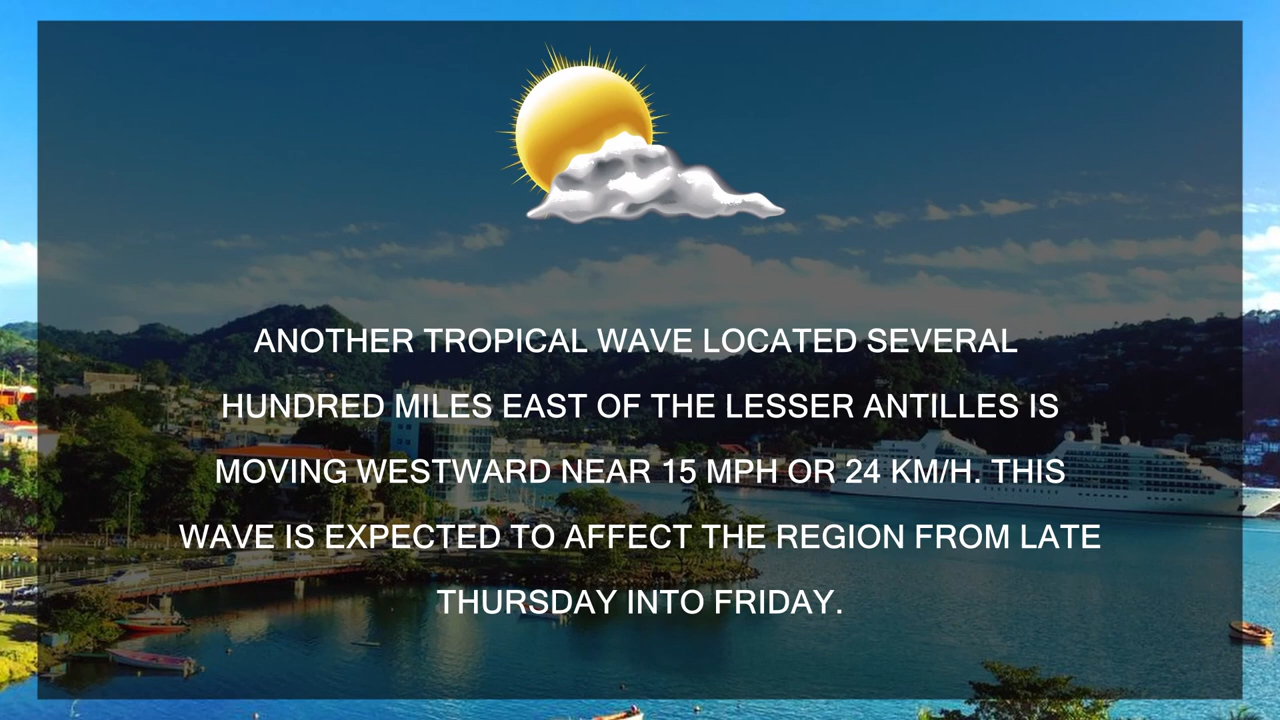 ANOTHER TROPICAL WAVE LOCATED SEVERAL
HUNDRED MILES EAST OF THE LESSER ANTILLES IS
MOVING WESTWARD NEAR 15 MPH OR 24 KM/H. THIS
WAVE IS EXPECTED TO AFFECT THE REGION FROM LATE
THURSDAY INTO FRIDAY.